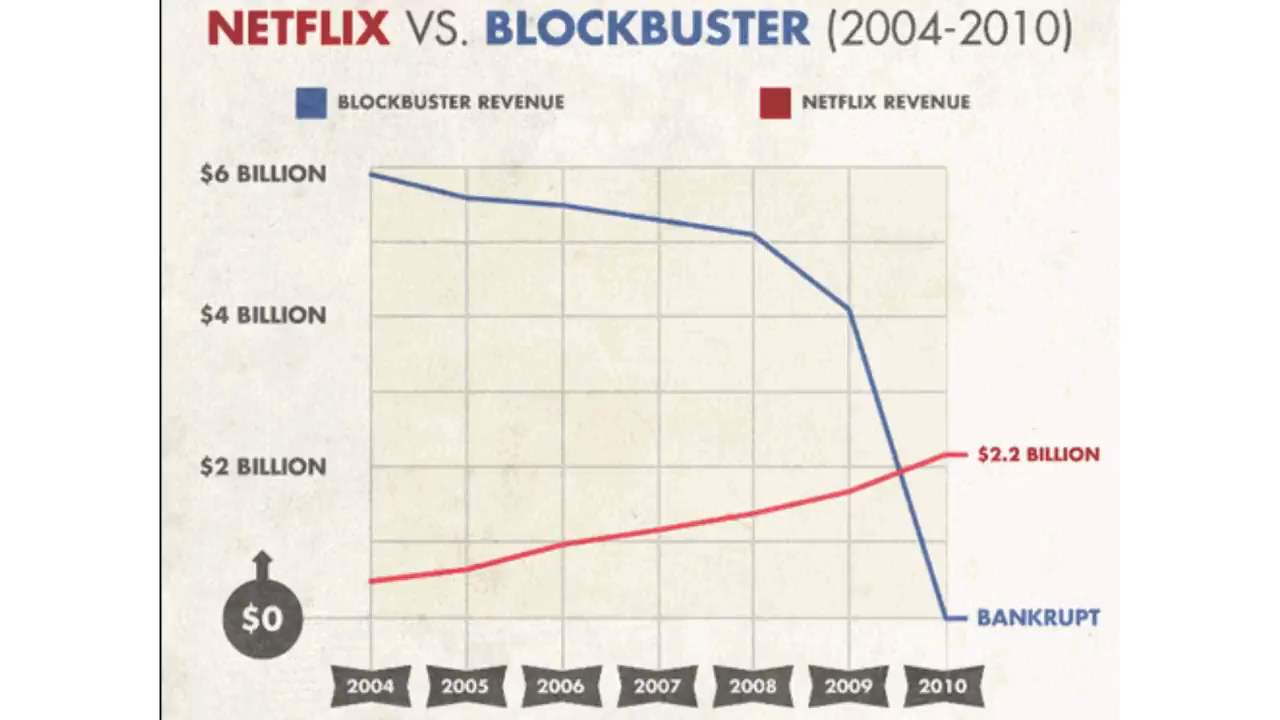 NETFLIX VS. BLOCKBUSTER (2004-2010)
BLOCKBUSTER REVENUE
NETFLIX REVENUE
$6 BILLION
$4 BILLION
$2 BILLION
$2.2 BILLION
$0
BANKRUPT
2004 2005 2006 2007 2008 2009 2010